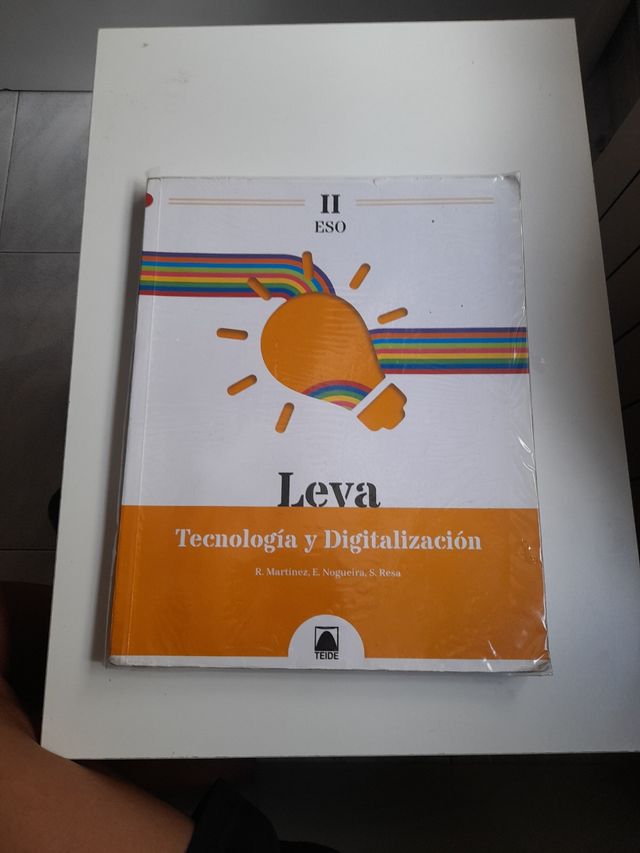 II
ESO
Leva
Tecnología y Digitalización
R. Martínez, E. Nogueira, S. Resa
TEIDE